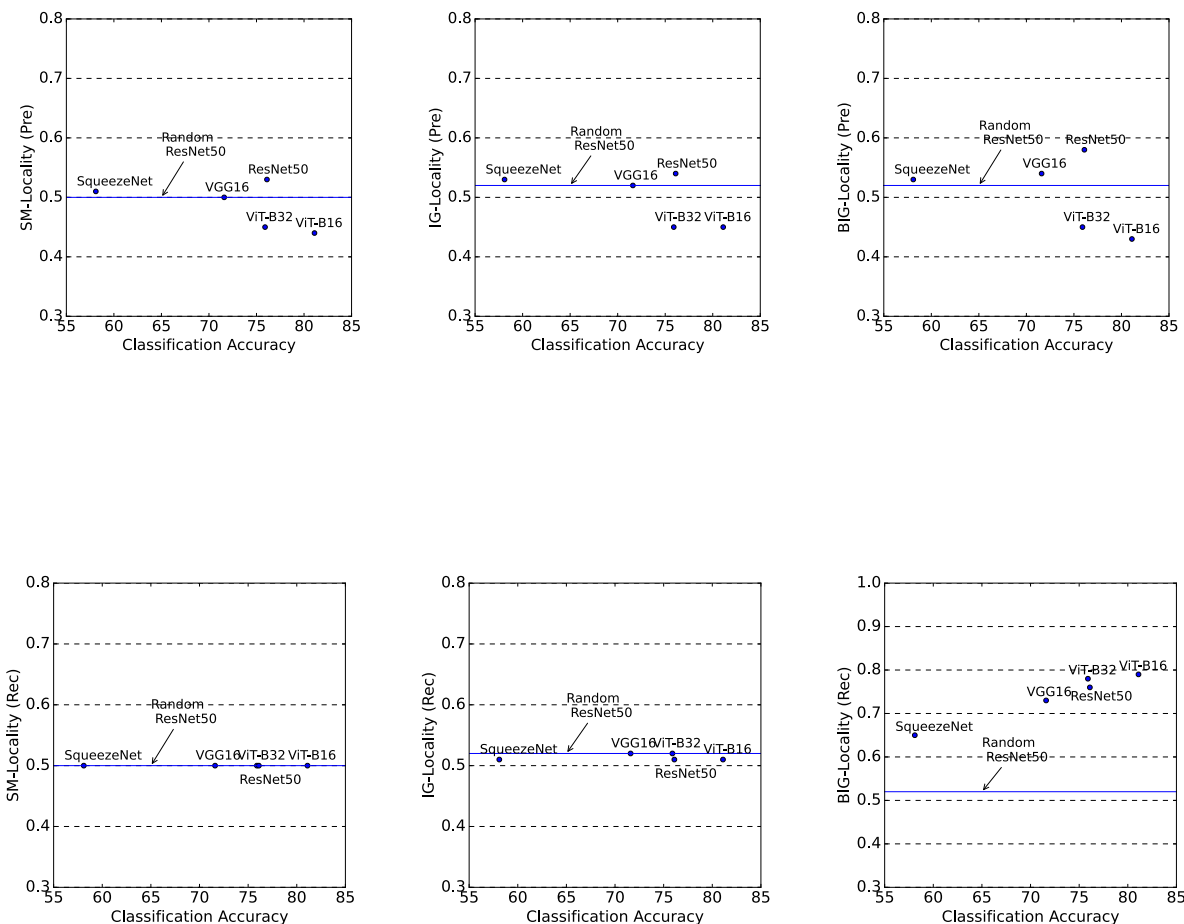 0.8
0.7
0.6
0.5
0.4
0.3
SM-Locality (Pre)
Random
ResNet50
SqueezeNet
VGG16
ResNet50
ViT-B32
ViT-B16
55 60 65 70 75 80 85
Classification Accuracy
0.8
0.7
0.6
0.5
0.4
0.3
IG-Locality (Pre)
Random
ResNet50
SqueezeNet
VGG16
ResNet50
ViT-B32
ViT-B16
55 60 65 70 75 80 85
Classification Accuracy
0.8
0.7
0.6
0.5
0.4
0.3
BIG-Locality (Pre)
Random
ResNet50
SqueezeNet
VGG16
ResNet50
ViT-B32
ViT-B16
55 60 65 70 75 80 85
Classification Accuracy
0.8
0.7
0.6
0.5
0.4
0.3
SM-Locality (Rec)
Random
ResNet50
SqueezeNet
VGG16
ViT-B32
ViT-B16
ResNet50
55 60 65 70 75 80 85
Classification Accuracy
0.8
0.7
0.6
0.5
0.4
0.3
IG-Locality (Rec)
Random
ResNet50
SqueezeNet
VGG16
ViT-B32
ViT-B16
ResNet50
55 60 65 70 75 80 85
Classification Accuracy
1.0
0.9
0.8
0.7
0.6
0.5
0.4
0.3
BIG-Locality (Rec)
ViT-B32
ViT-B16
VGG16
ResNet50
SqueezeNet
Random
ResNet50
55 60 65 70 75 80 85
Classification Accuracy